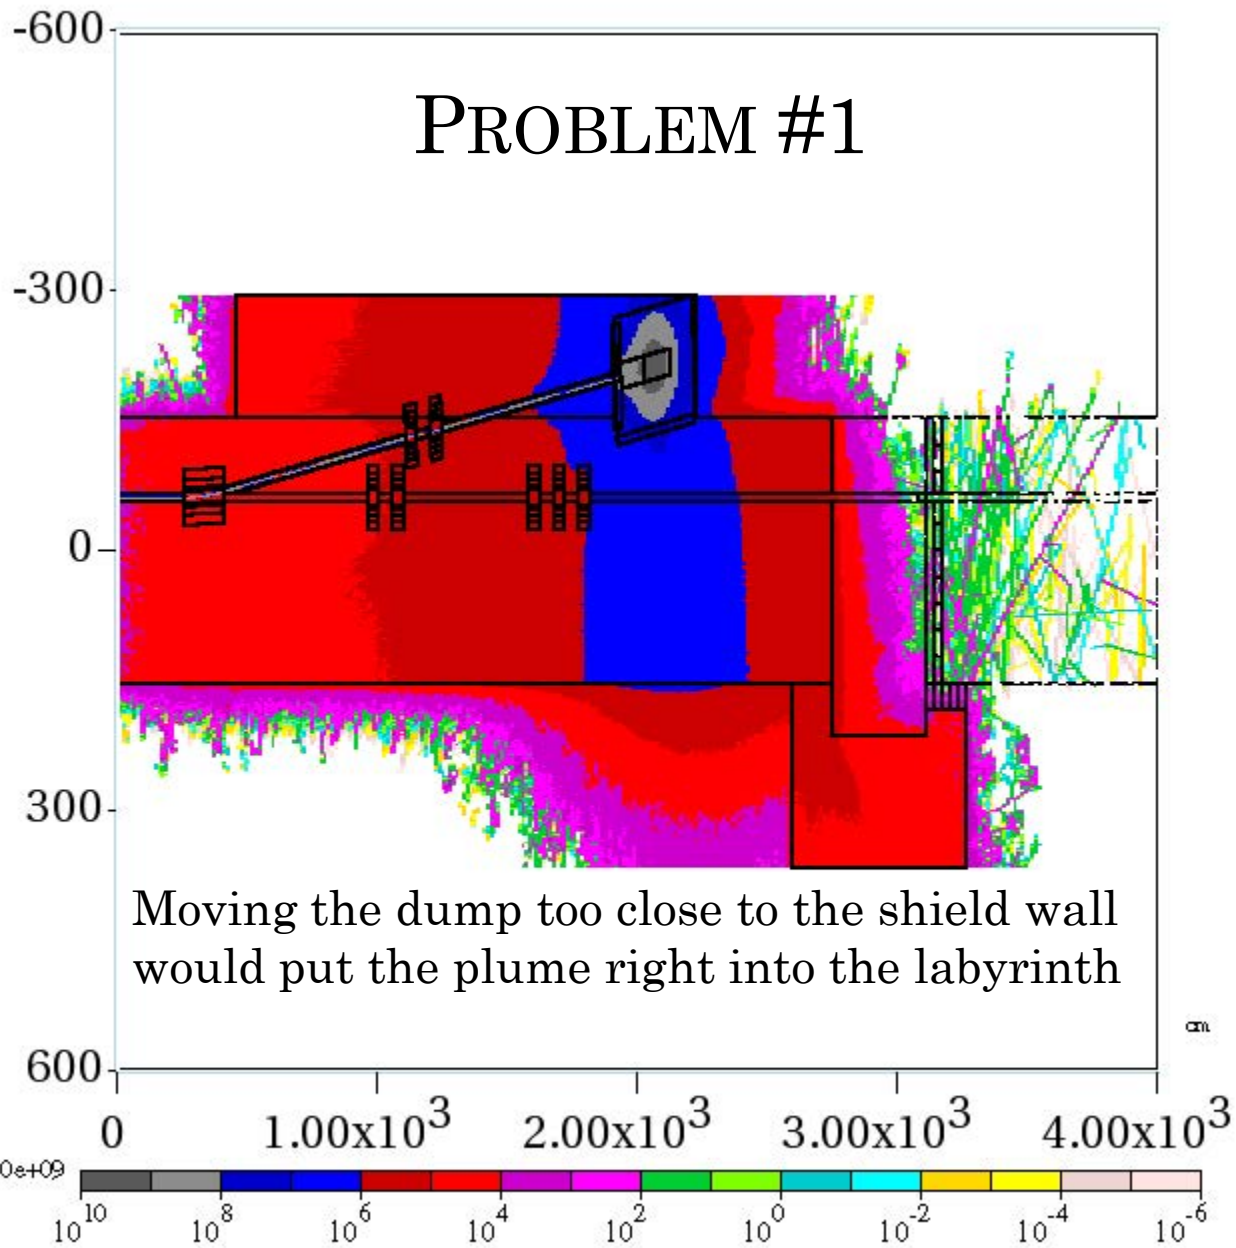 -600
PROBLEM #1
-300
0
300
Moving the dump too close to the shield wall
would put the plume right into the labyrinth
cm
600
0 1.00x10³ 2.00x10³ 3.00x10³ 4.00x10³
0e+09
10¹⁰ 10⁸ 10⁶ 10⁴ 10² 10⁰ 10⁻² 10⁻⁴ 10⁻⁶